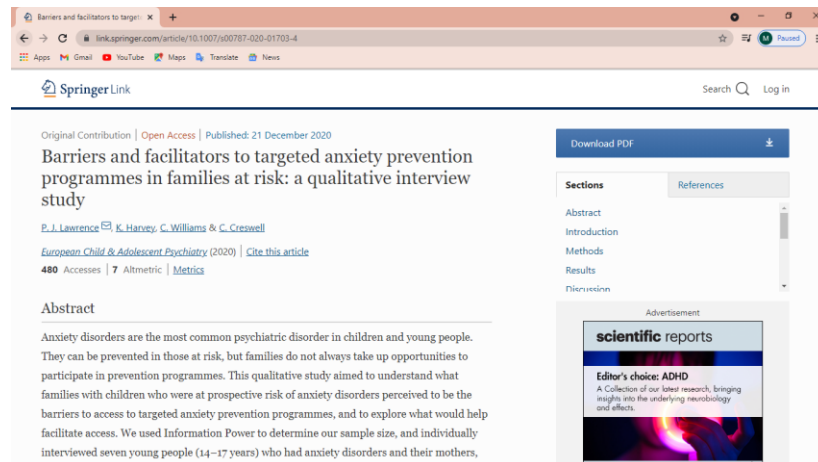 Barriers and facilitators to targete
link.springer.com/article/10.1007/s00787-020-01703-4
M Paused
Apps Gmail YouTube Maps Translate News
Springer Link
Search Log in
Original Contribution | Open Access | Published: 21 December 2020
Barriers and facilitators to targeted anxiety prevention
programmes in families at risk: a qualitative interview
study
P. J. Lawrence, K. Harvey, C. Williams & C. Creswell
European Child & Adolescent Psychiatry (2020) | Cite this article
480 Accesses | 7 Altmetric | Metrics
Abstract
Anxiety disorders are the most common psychiatric disorder in children and young people.
They can be prevented in those at risk, but families do not always take up opportunities to
participate in prevention programmes. This qualitative study aimed to understand what
families with children who were at prospective risk of anxiety disorders perceived to be the
barriers to access to targeted anxiety prevention programmes, and to explore what would help
facilitate access. We used Information Power to determine our sample size, and individually
interviewed seven young people (14–17 years) who had anxiety disorders and their mothers,
Download PDF
Sections References
Abstract
Introduction
Methods
Results
Discussion
Advertisement
scientific reports
Editor's choice: ADHD
A Collection of our latest research, bringing
insights into the underlying neurobiology
and effects.